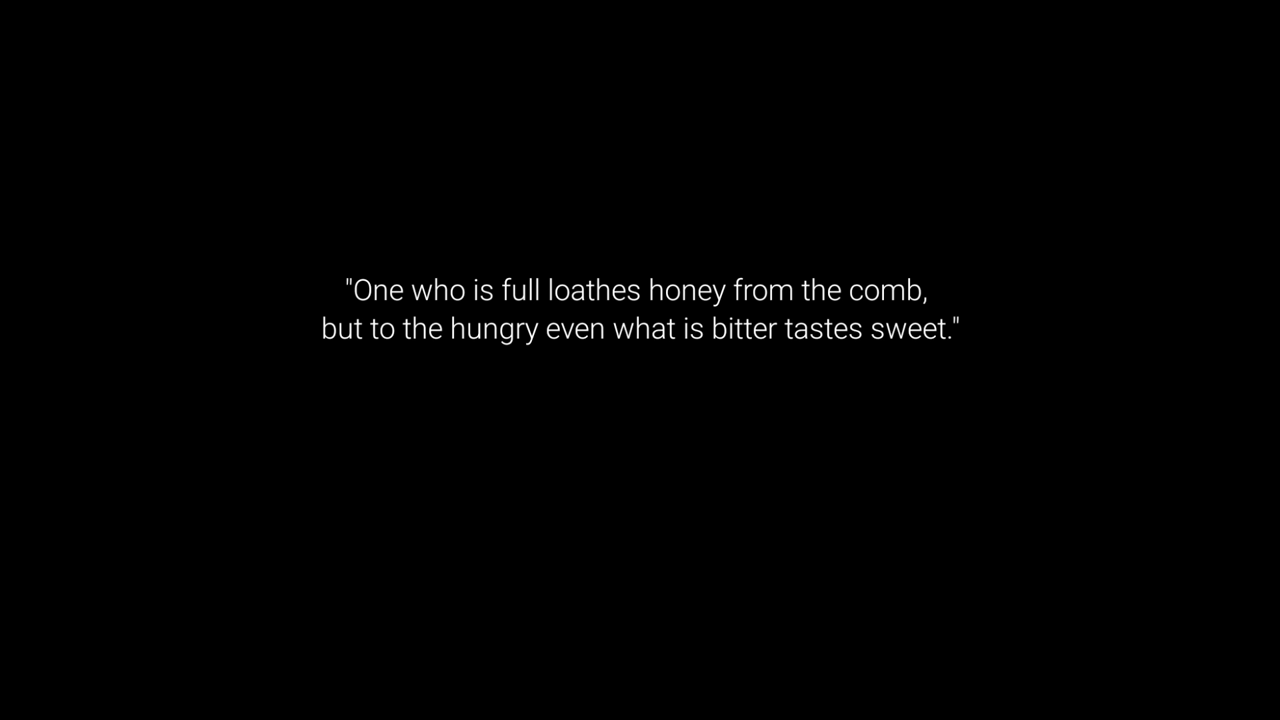 "One who is full loathes honey from the comb,
but to the hungry even what is bitter tastes sweet."